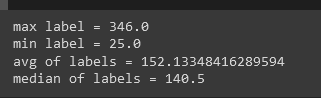 max label = 346.0
min label = 25.0
avg of labels = 152.13348416289594
median of labels = 140.5